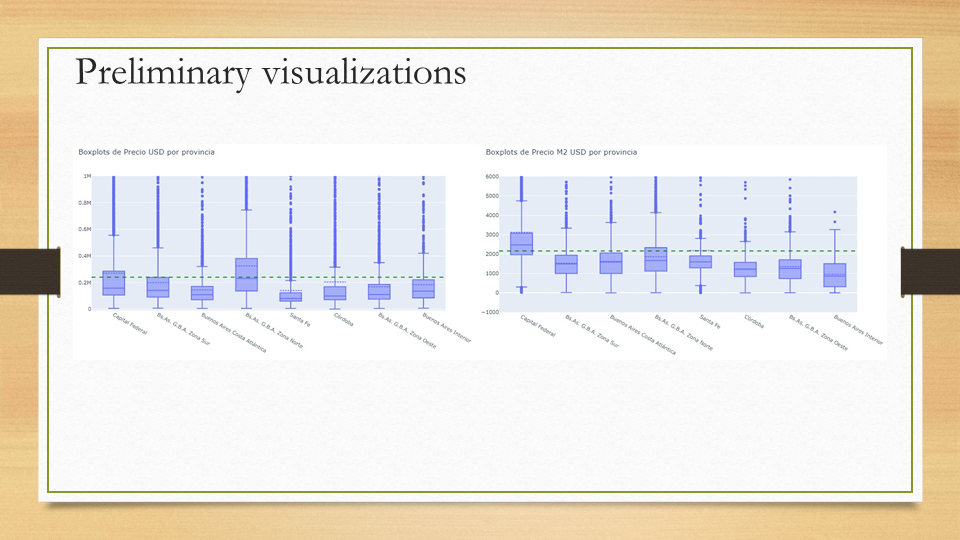 Preliminary visualizations
Boxplots de Precio USD por provincia
1M
0.8M
0.6M
0.4M
0.2M
0
Capital Federal
Bs.As. G.B.A. Zona Sur
Buenos Aires Costa Atlántica
Bs.As. G.B.A. Zona Norte
Santa Fe
Córdoba
Bs.As. G.B.A. Zona Oeste
Buenos Aires Interior
Boxplots de Precio M2 USD por provincia
6000
5000
4000
3000
2000
1000
0
−1000
Capital Federal
Bs.As. G.B.A. Zona Sur
Buenos Aires Costa Atlántica
Bs.As. G.B.A. Zona Norte
Santa Fe
Córdoba
Bs.As. G.B.A. Zona Oeste
Buenos Aires Interior